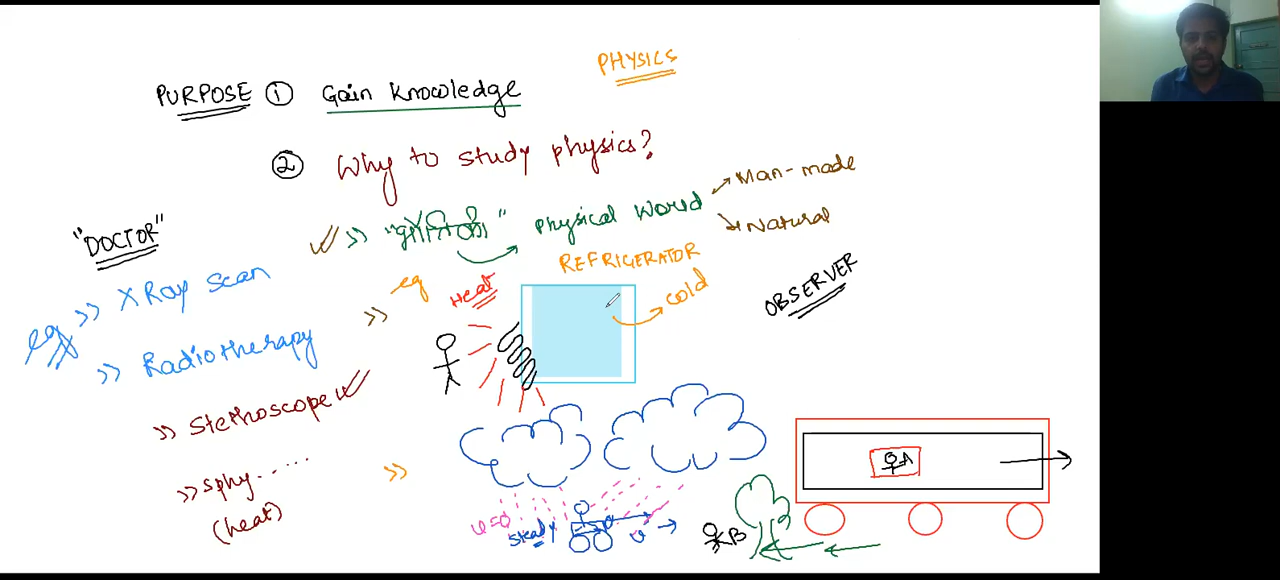 PHYSICS
PURPOSE ① Gain Knowledge
② Why to study physics?
>> " " Physical World
Man-made
Natural
"DOCTOR"
eg >> X Ray scan
>> Radiotherapy
>> Stethoscope
>> Sphy......
(heat)
>> eg
REFRIGERATOR
Heat
cold
OBSERVER
>>
v=0
steady
v
A
B